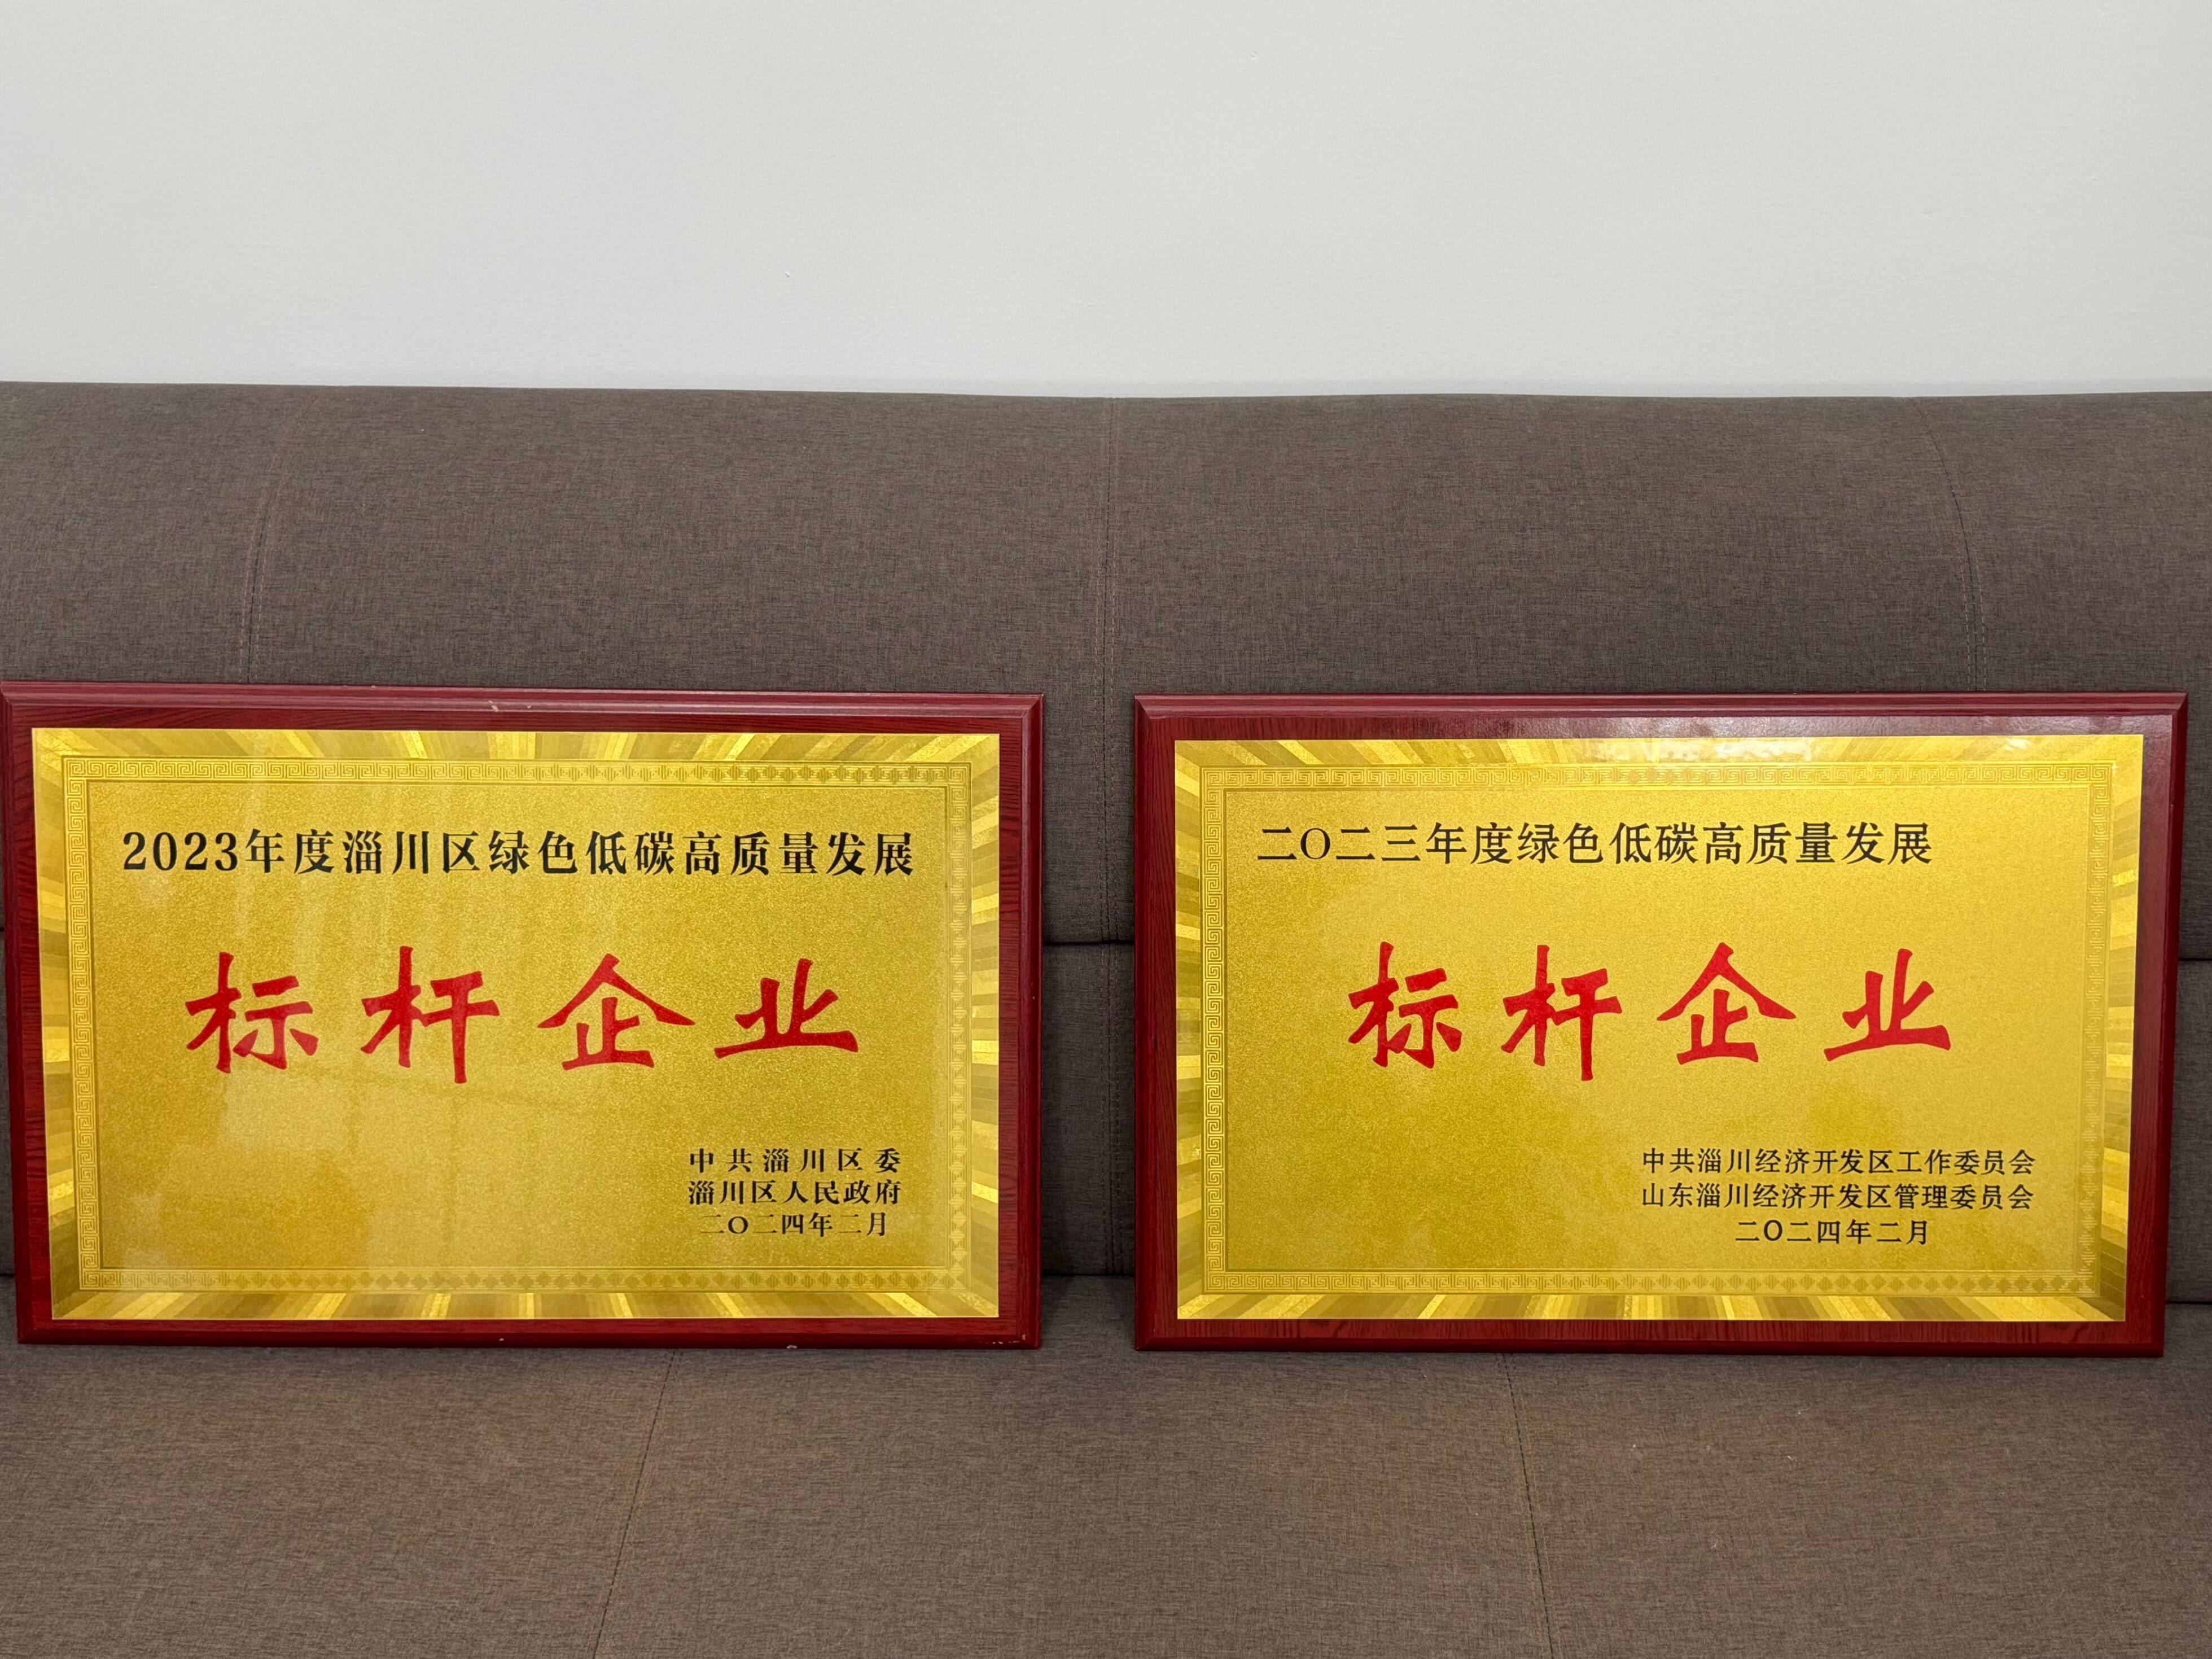 2023年度淄川区绿色低碳高质量发展
标杆企业
中共淄川区委
淄川区人民政府
二〇二四年二月
二〇二三年度绿色低碳高质量发展
标杆企业
中共淄川经济开发区工作委员会
山东淄川经济开发区管理委员会
二〇二四年二月